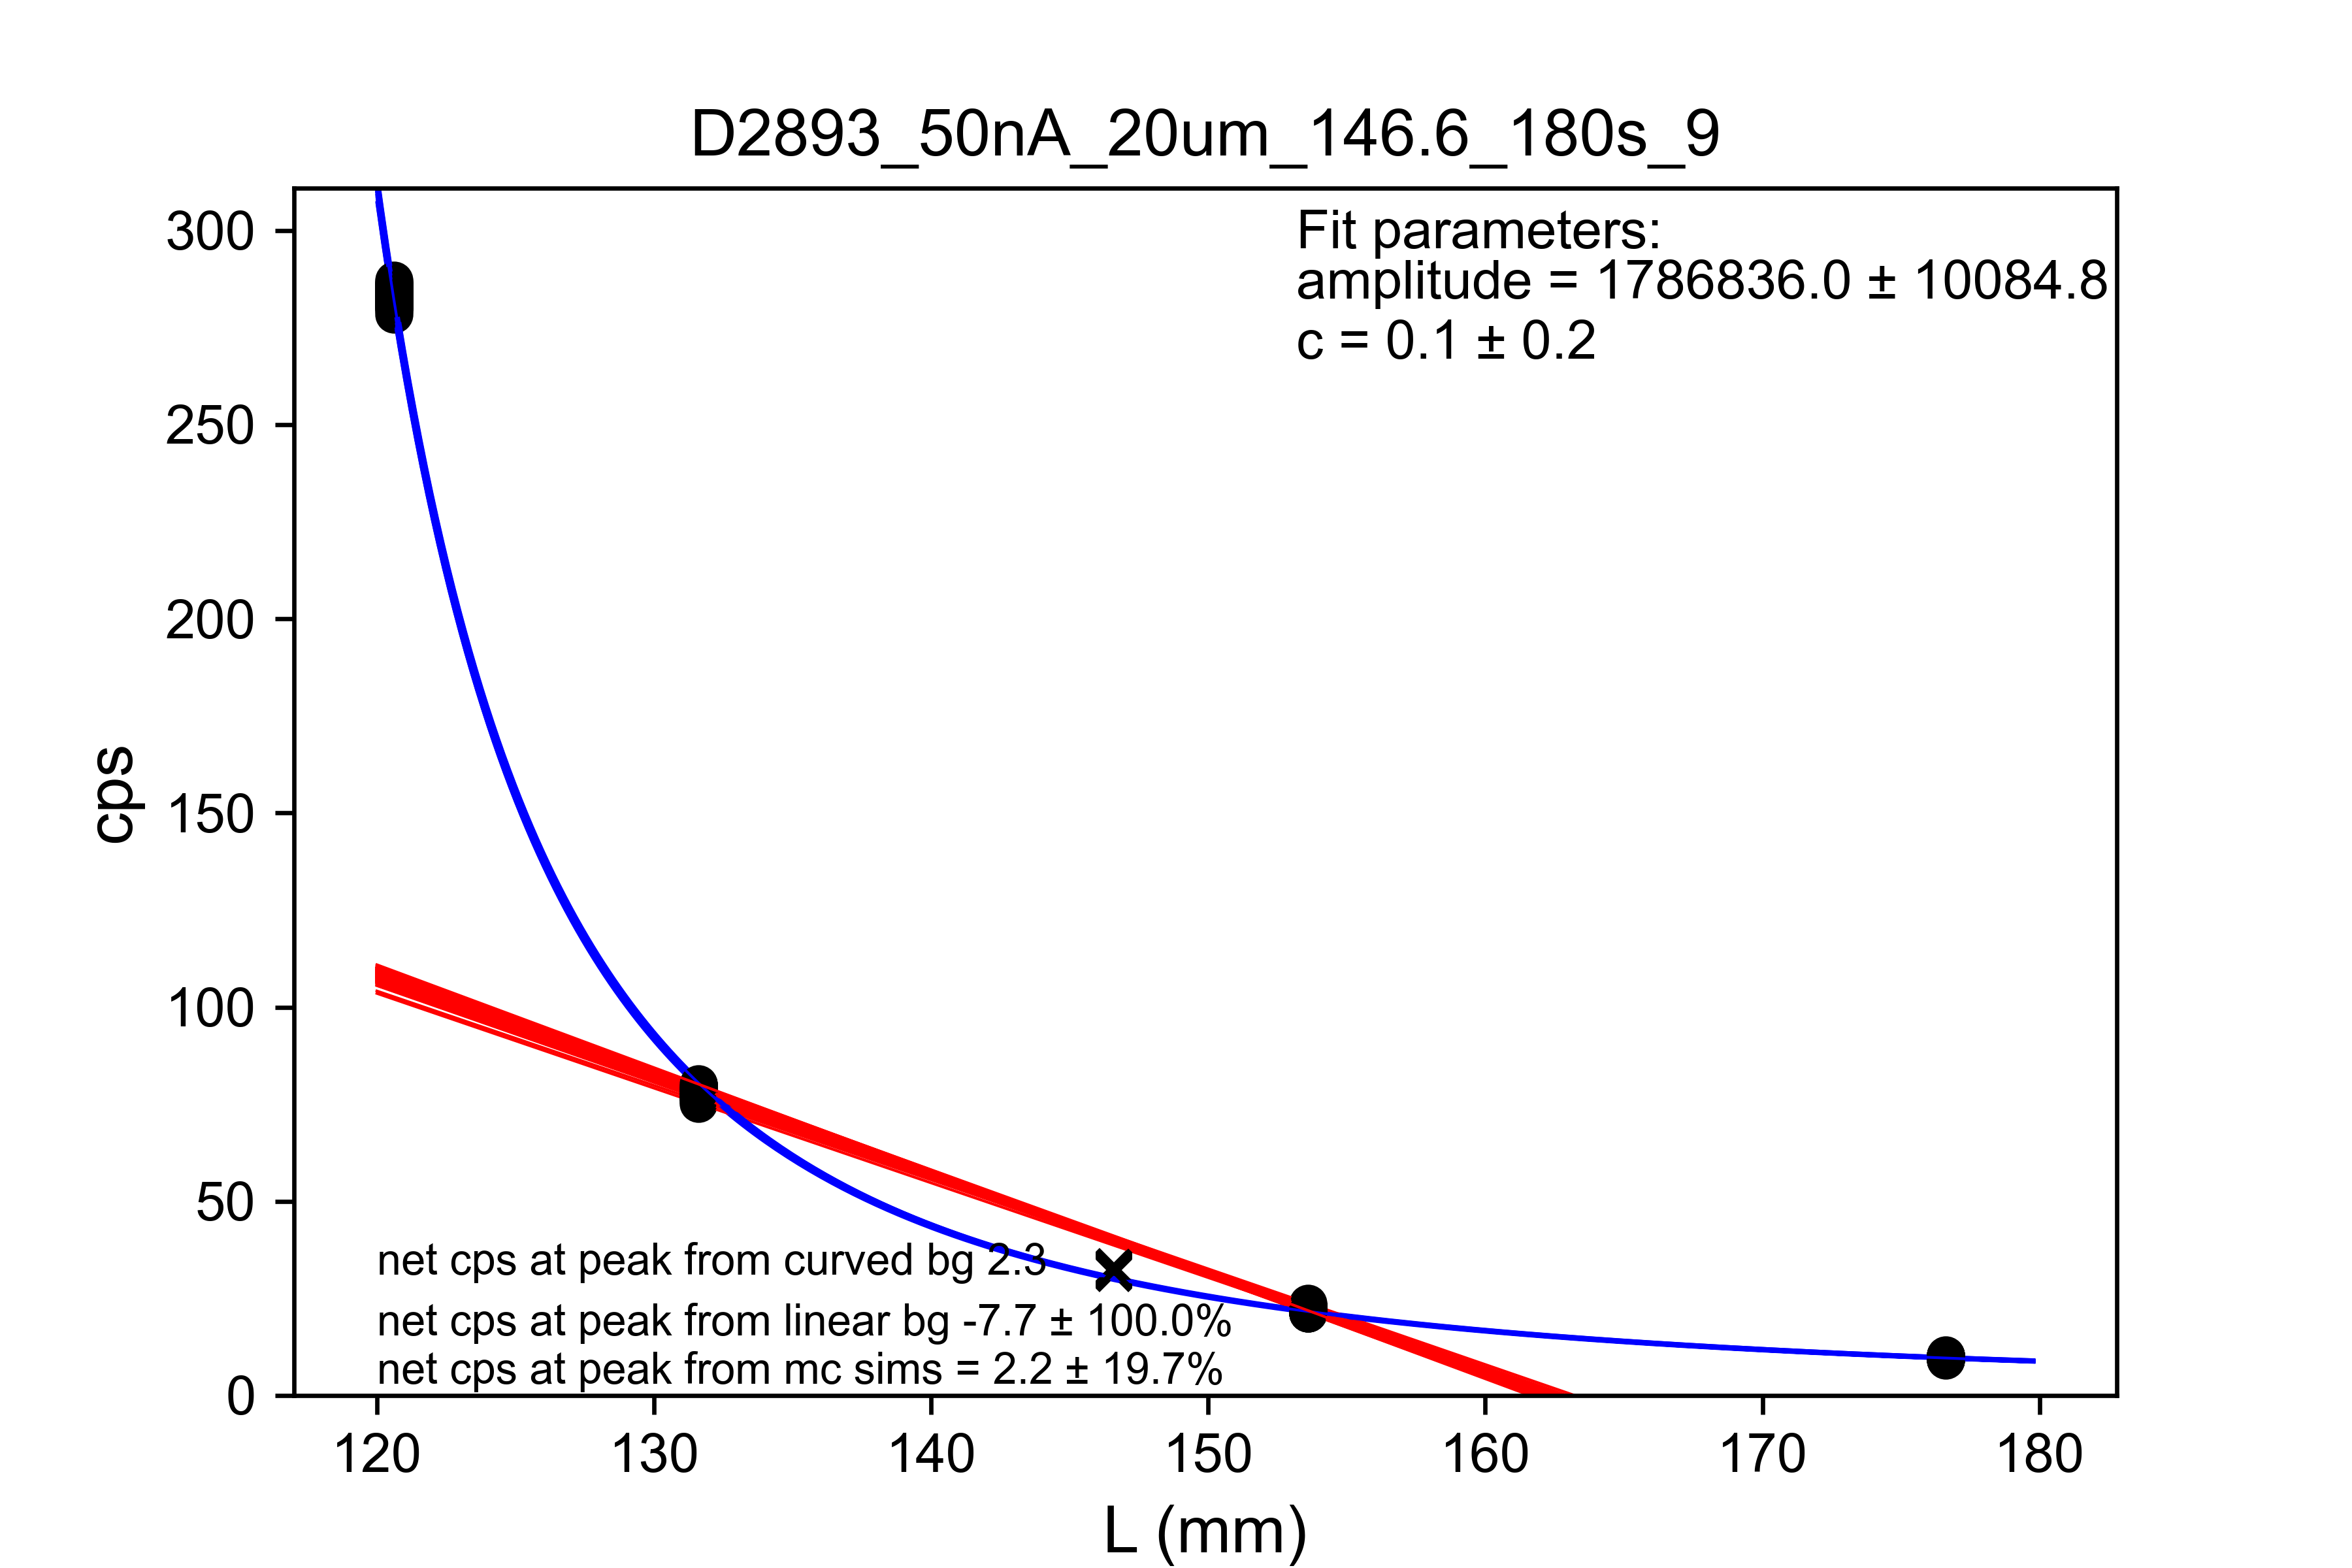 D2893_50nA_20um_146.6_180s_9
Fit parameters:
amplitude = 1786836.0 ± 10084.8
c = 0.1 ± 0.2
300
250
200
150
100
50
0
cps
net cps at peak from curved bg 2.3
net cps at peak from linear bg -7.7 ± 100.0%
net cps at peak from mc sims = 2.2 ± 19.7%
120 130 140 150 160 170 180
L (mm)